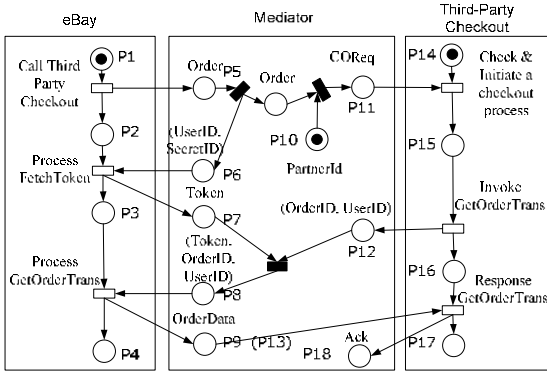 eBay
Mediator
Third-Party
Checkout
P1
Call Third
Party
Checkout
Order
P5
Order
COReq
P14
Check &
Initiate a
checkout
process
P2
P10
P11
(UserID,
SecretID)
PartnerId
P15
Process
FetchToken
P6
Token
Invoke
GetOrderTrans
P3
P7
(OrderID, UserID)
(Token,
OrderID,
UserID)
P12
Process
GetOrderTrans
P8
P16
Response
GetOrderTrans
OrderData
P4
P9 (P13)
P18
Ack
P17